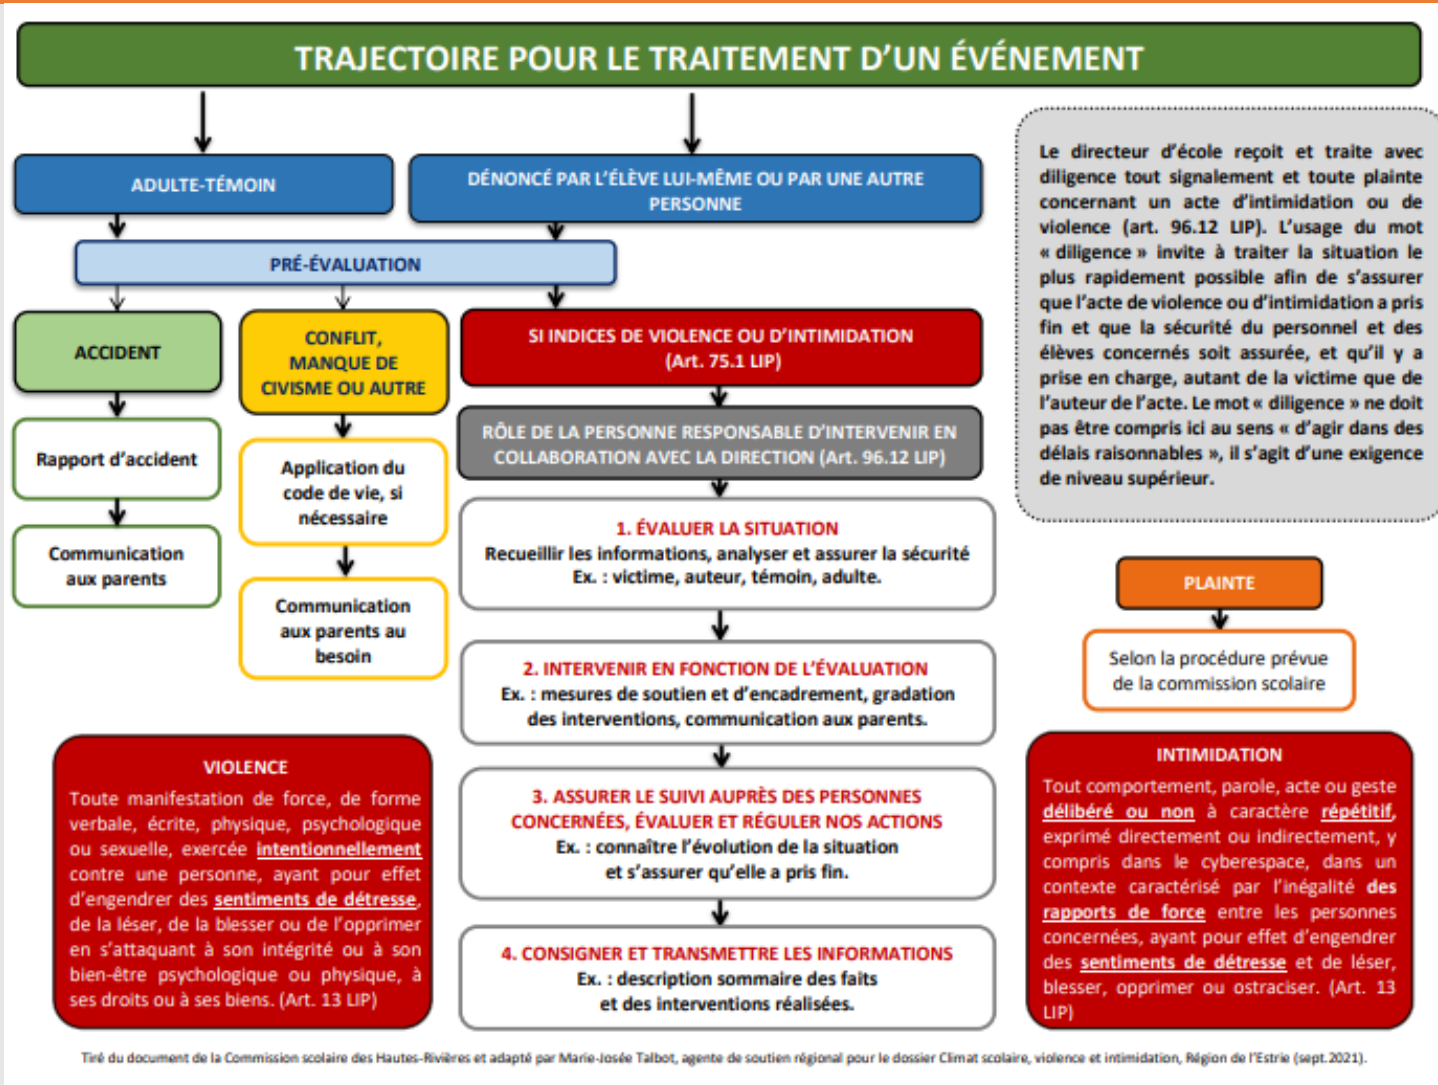 TRAJECTOIRE POUR LE TRAITEMENT D'UN ÉVÉNEMENT
ADULTE-TÉMOIN
DÉNONCÉ PAR L'ÉLÈVE LUI-MÊME OU PAR UNE AUTRE
PERSONNE
PRÉ-ÉVALUATION
ACCIDENT
Rapport d'accident
Communication
aux parents
CONFLIT,
MANQUE DE
CIVISME OU AUTRE
Application du
code de vie, si
nécessaire
Communication
aux parents au
besoin
SI INDICES DE VIOLENCE OU D'INTIMIDATION
(Art. 75.1 LIP)
RÔLE DE LA PERSONNE RESPONSABLE D'INTERVENIR EN
COLLABORATION AVEC LA DIRECTION (Art. 96.12 LIP)
1. ÉVALUER LA SITUATION
Recueillir les informations, analyser et assurer la sécurité
Ex. : victime, auteur, témoin, adulte.
2. INTERVENIR EN FONCTION DE L'ÉVALUATION
Ex. : mesures de soutien et d'encadrement, gradation
des interventions, communication aux parents.
3. ASSURER LE SUIVI AUPRÈS DES PERSONNES
CONCERNÉES, ÉVALUER ET RÉGULER NOS ACTIONS
Ex. : connaître l'évolution de la situation
et s'assurer qu'elle a pris fin.
4. CONSIGNER ET TRANSMETTRE LES INFORMATIONS
Ex. : description sommaire des faits
et des interventions réalisées.
Le directeur d'école reçoit et traite avec
diligence tout signalement et toute plainte
concernant un acte d'intimidation ou de
violence (art. 96.12 LIP). L'usage du mot
« diligence » invite à traiter la situation le
plus rapidement possible afin de s'assurer
que l'acte de violence ou d'intimidation a pris
fin et que la sécurité du personnel et des
élèves concernés soit assurée, et qu'il y a
prise en charge, autant de la victime que de
l'auteur de l'acte. Le mot « diligence » ne doit
pas être compris ici au sens « d'agir dans des
délais raisonnables », il s'agit d'une exigence
de niveau supérieur.
PLAINTE
Selon la procédure prévue
de la commission scolaire
VIOLENCE
Toute manifestation de force, de forme
verbale, écrite, physique, psychologique
ou sexuelle, exercée intentionnellement
contre une personne, ayant pour effet
d'engendrer des sentiments de détresse,
de la léser, de la blesser ou de l'opprimer
en s'attaquant à son intégrité ou à son
bien-être psychologique ou physique, à
ses droits ou à ses biens. (Art. 13 LIP)
INTIMIDATION
Tout comportement, parole, acte ou geste
délibéré ou non à caractère répétitif,
exprimé directement ou indirectement, y
compris dans le cyberespace, dans un
contexte caractérisé par l'inégalité des
rapports de force entre les personnes
concernées, ayant pour effet d'engendrer
des sentiments de détresse et de léser,
blesser, opprimer ou ostraciser. (Art. 13
LIP)
Tiré du document de la Commission scolaire des Hautes-Rivières et adapté par Marie-Josée Talbot, agente de soutien régional pour le dossier Climat scolaire, violence et intimidation, Région de l'Estrie (sept.2021).